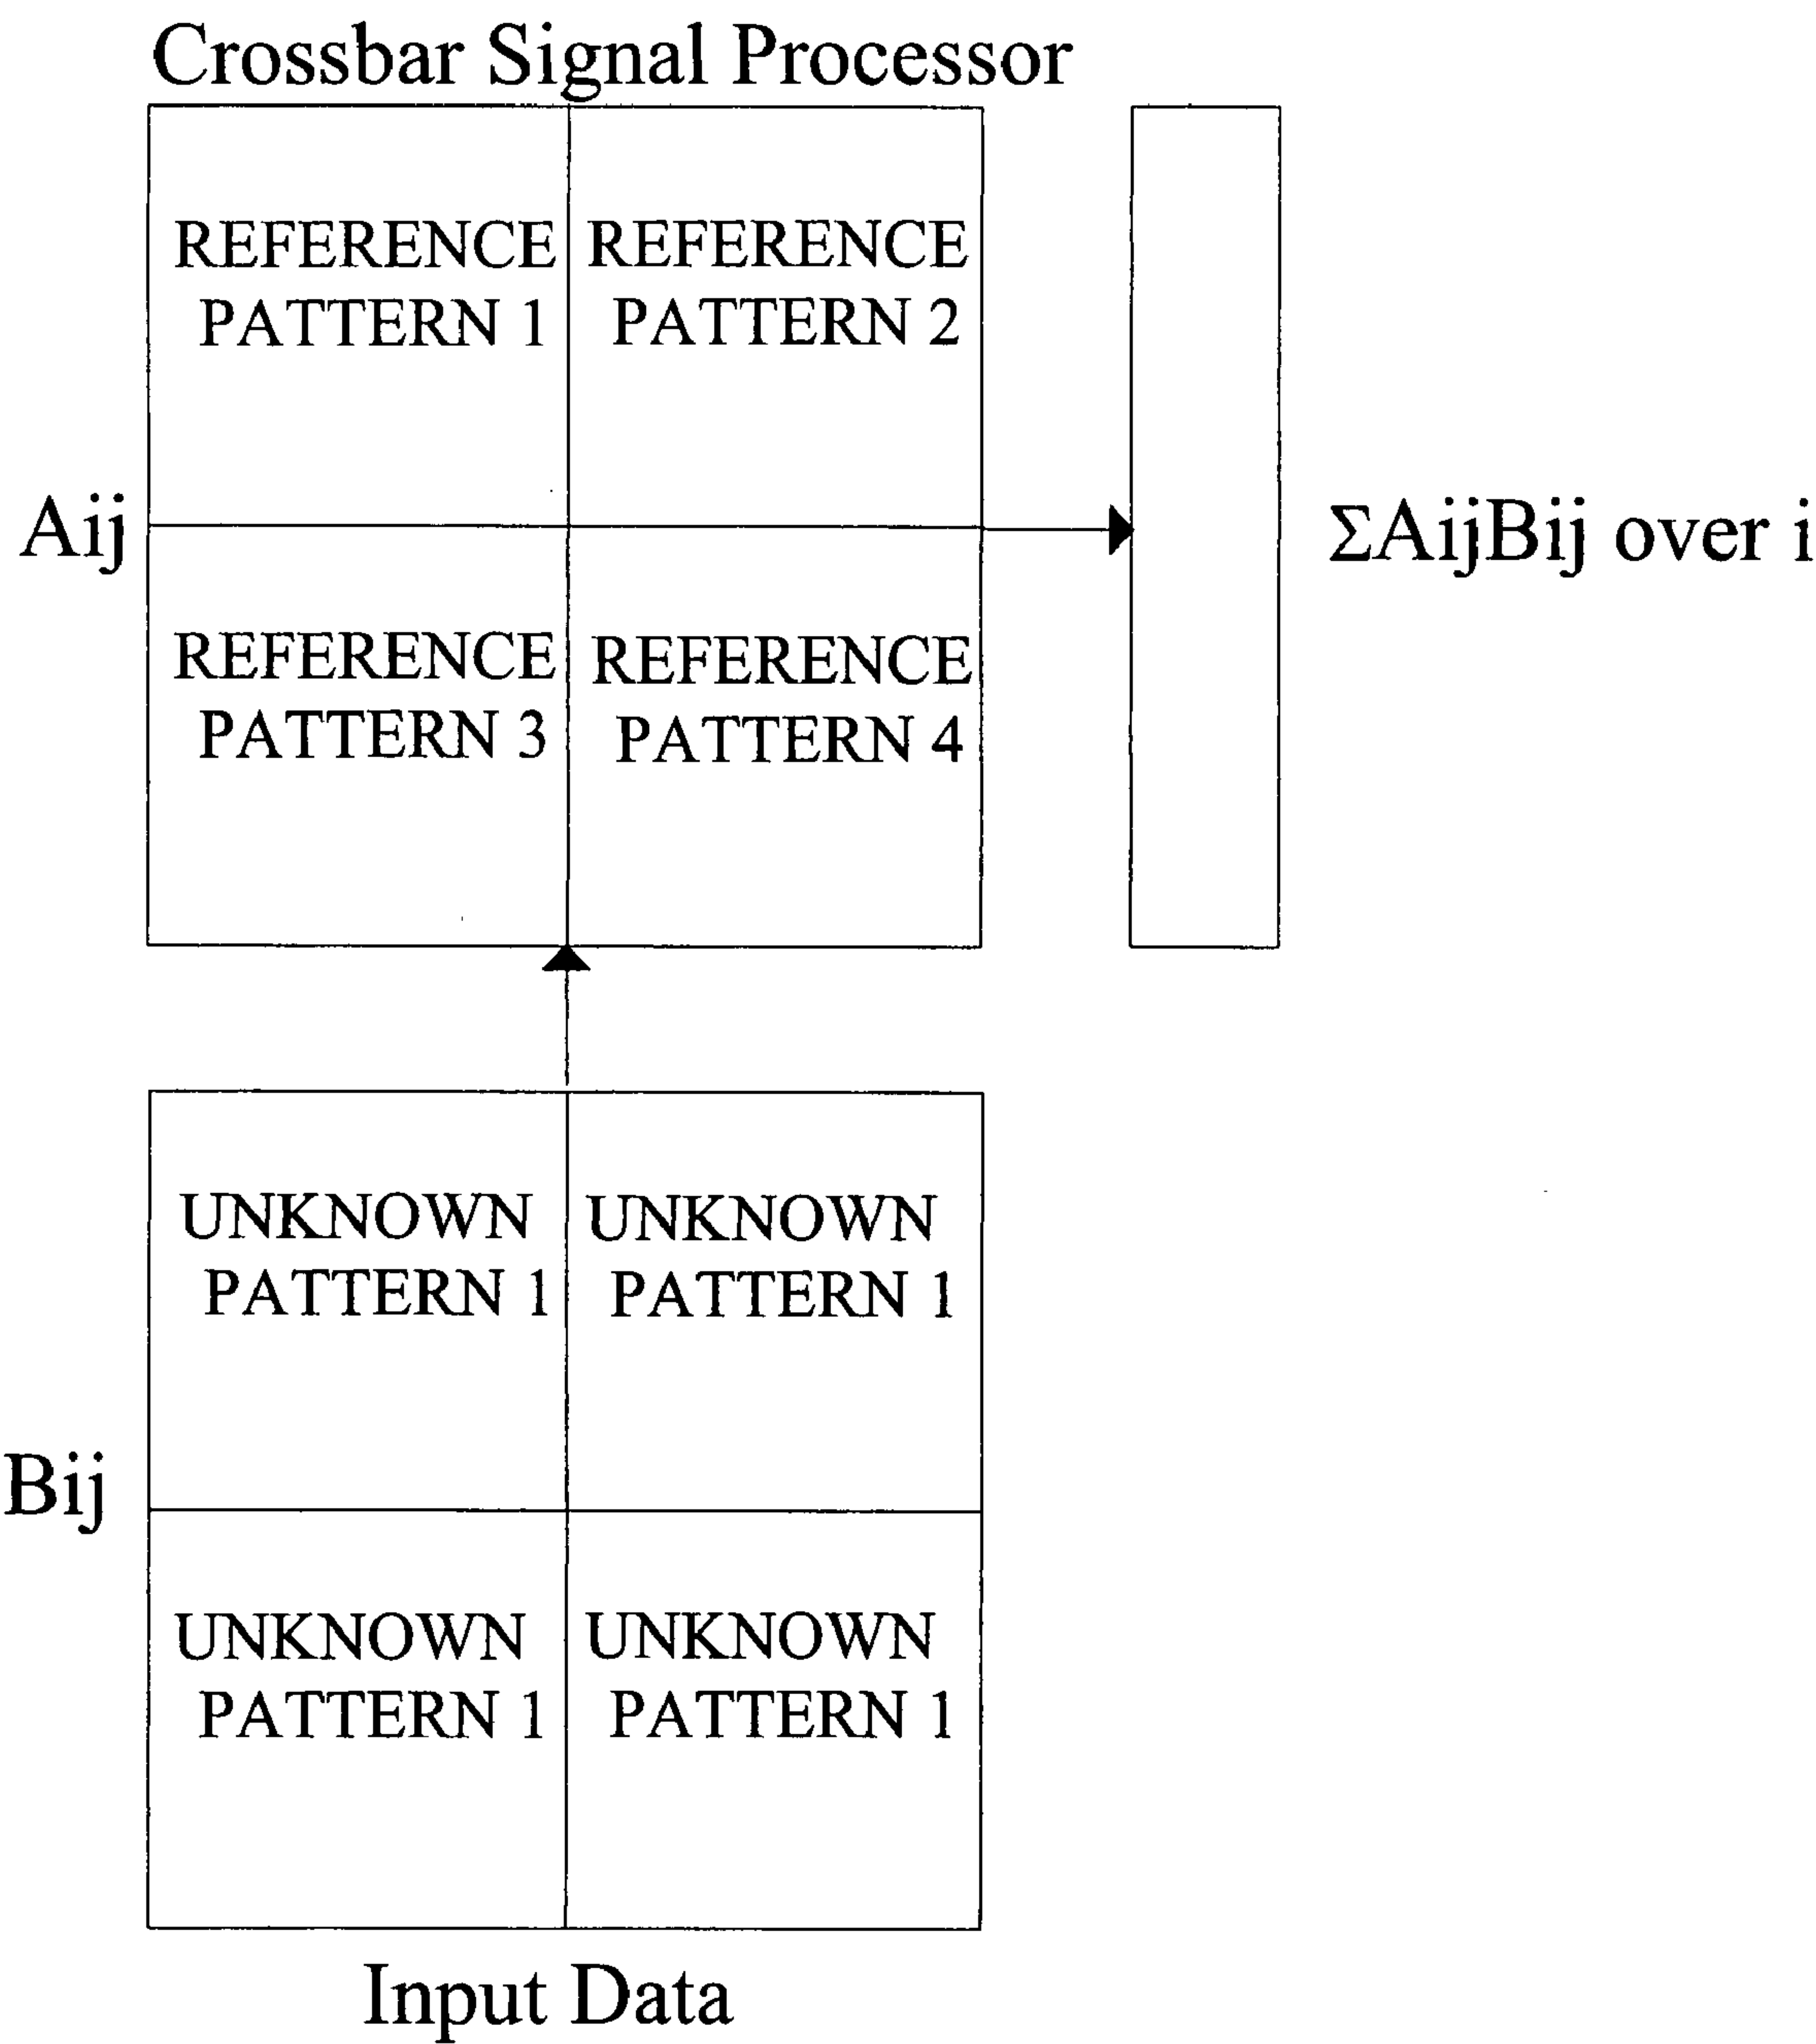 Crossbar Signal Processor
REFERENCE
PATTERN 1
REFERENCE
PATTERN 2
Aij
ΣAijBij over i
REFERENCE
PATTERN 3
REFERENCE
PATTERN 4
UNKNOWN
PATTERN 1
UNKNOWN
PATTERN 1
Bij
UNKNOWN
PATTERN 1
UNKNOWN
PATTERN 1
Input Data